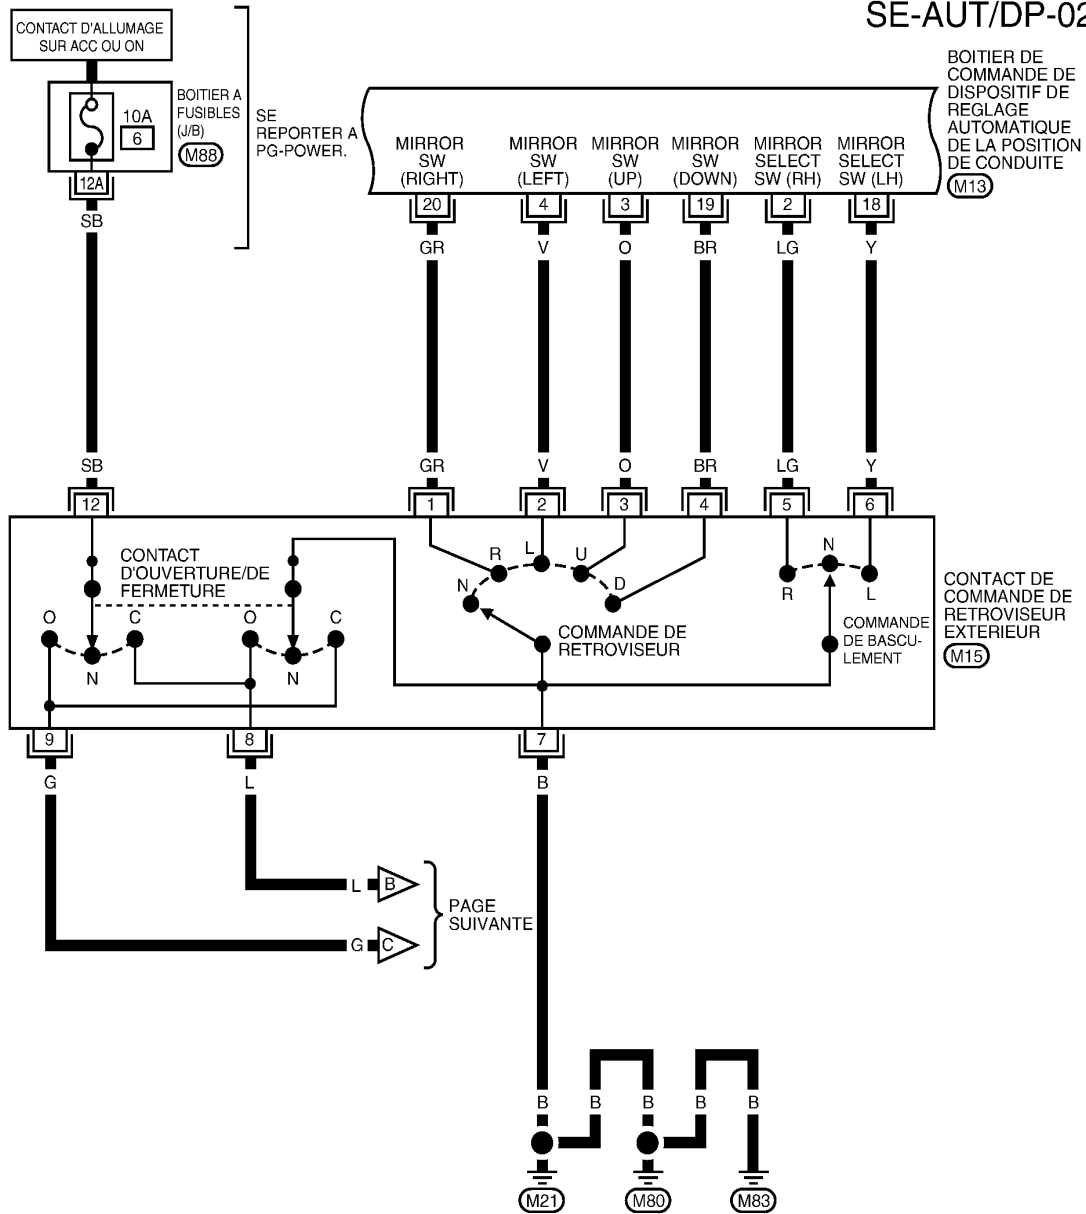 SE-AUT/DP-02
CONTACT D'ALLUMAGE
SUR ACC OU ON
10A
6
BOITIER A
FUSIBLES
(J/B)
M88
SE
REPORTER A
PG-POWER.
12A
SB
MIRROR
SW
(RIGHT)
MIRROR
SW
(LEFT)
MIRROR
SW
(UP)
MIRROR
SW
(DOWN)
MIRROR
SELECT
SW (RH)
MIRROR
SELECT
SW (LH)
BOITIER DE
COMMANDE DE
DISPOSITIF DE
REGLAGE
AUTOMATIQUE
DE LA POSITION
DE CONDUITE
M13
20 4 3 19 2 18
GR V O BR LG Y
SB GR V O BR LG Y
12 1 2 3 4 5 6
CONTACT
D'OUVERTURE/DE
FERMETURE
O C O C
N N
N R L U D
COMMANDE DE
RETROVISEUR
N
R L
COMMANDE
DE BASCU-
LEMENT
CONTACT DE
COMMANDE DE
RETROVISEUR
EXTERIEUR
M15
9 8 7
G L B
L B
G C
PAGE
SUIVANTE
B B B B B
M21 M80 M83